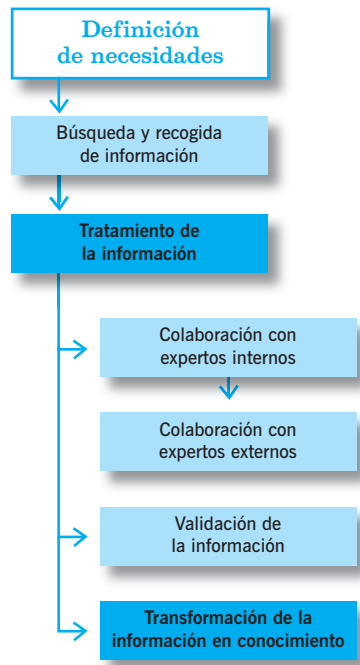 Definición
de necesidades
Búsqueda y recogida
de información
Tratamiento de
la información
Colaboración con
expertos internos
Colaboración con
expertos externos
Validación de
la información
Transformación de la
información en conocimiento